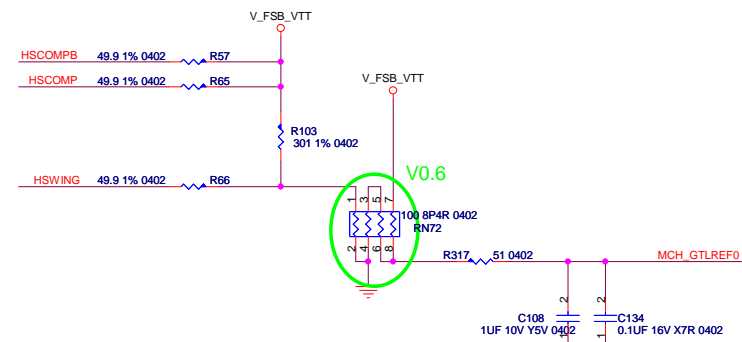 V_FSB_VTT
HSCOMPB 49.9 1% 0402 R57
V_FSB_VTT
HSCOMP 49.9 1% 0402 R65
R103
301 1% 0402
V0.6
HSWING 49.9 1% 0402 R66
1 3 5 7
100 8P4R 0402
RN72
2 4 6 8
R317 51 0402 MCH_GTLREF0
2 2
C108 C134
1UF 10V Y5V 0402 0.1UF 16V X7R 0402
1 1